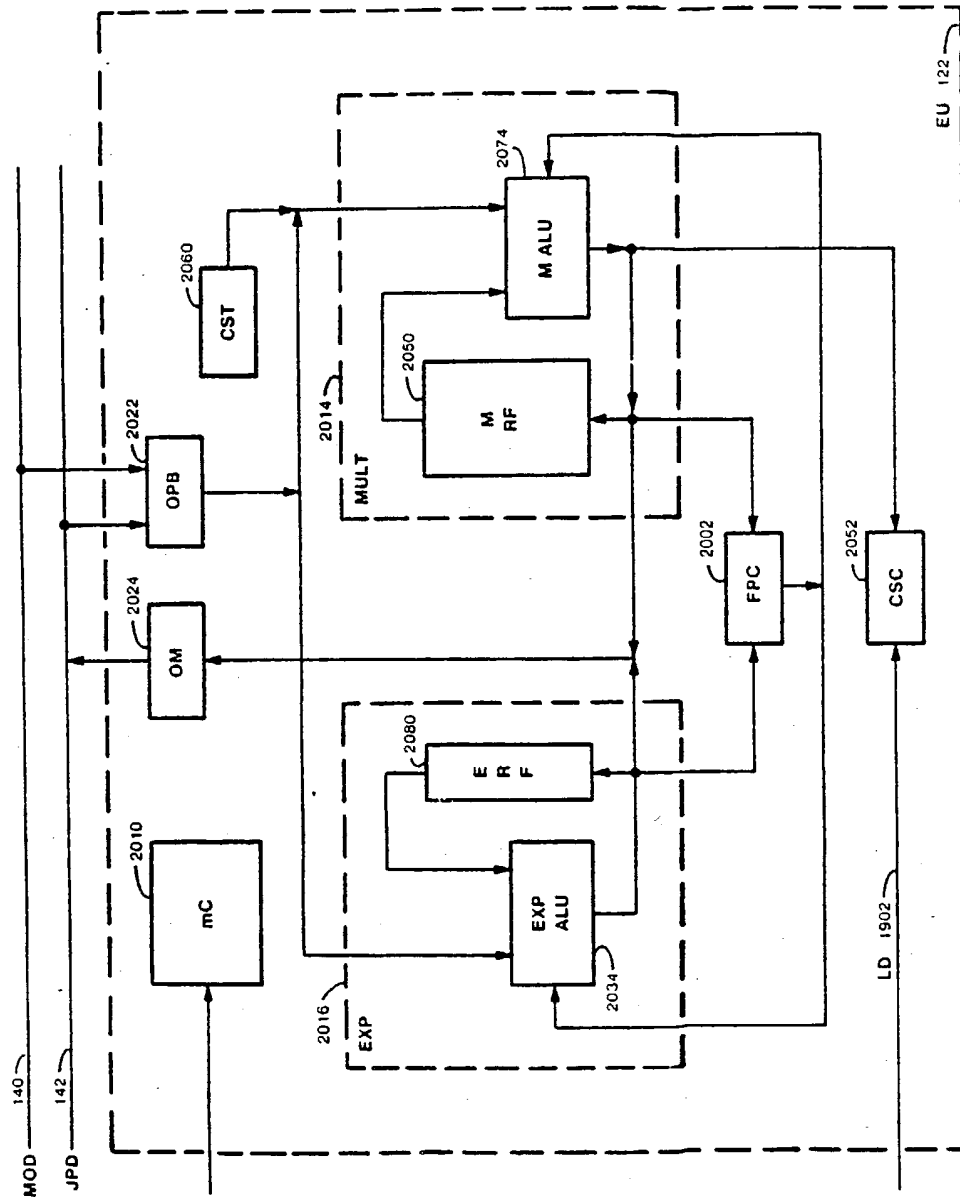 MOD 140
JPD 142
mC
2010
OM
2024
OPB
2022
CST
2060
2016
EXP
EXP
ALU
2034
E
R
F
2080
2014
MULT
M
RF
2050
M ALU
2074
FPC
2002
CSC
2052
LD 1902
EU 122